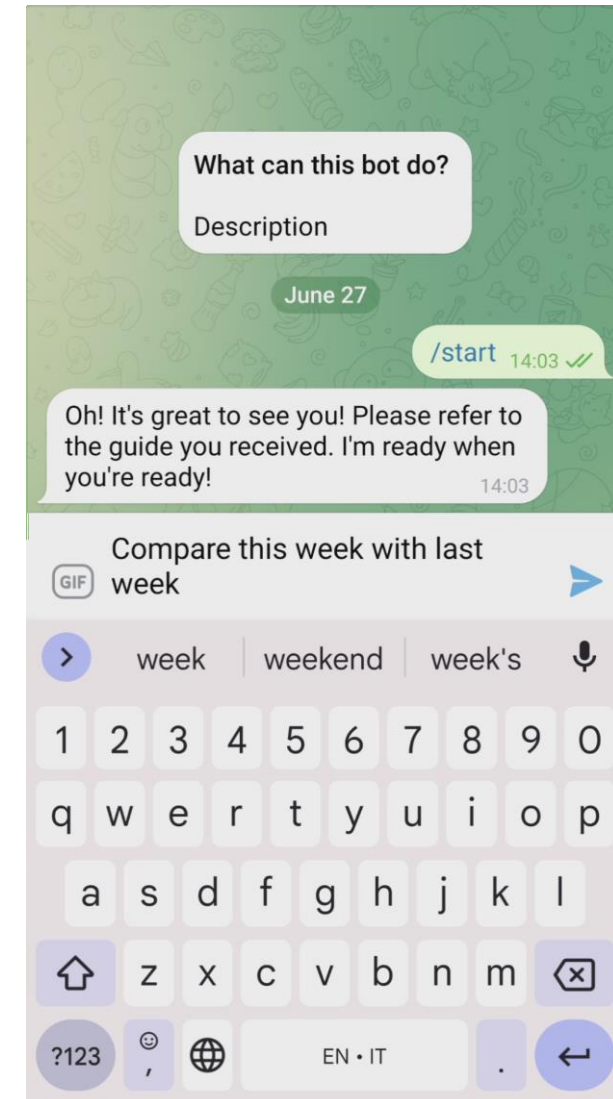 What can this bot do?
Description
June 27
/start 14:03
Oh! It's great to see you! Please refer to
the guide you received. I'm ready when
you're ready!
14:03
Compare this week with last
week
GIF
week weekend week's
1 2 3 4 5 6 7 8 9 0
q w e r t y u i o p
a s d f g h j k l
z x c v b n m
?123 , EN • IT .